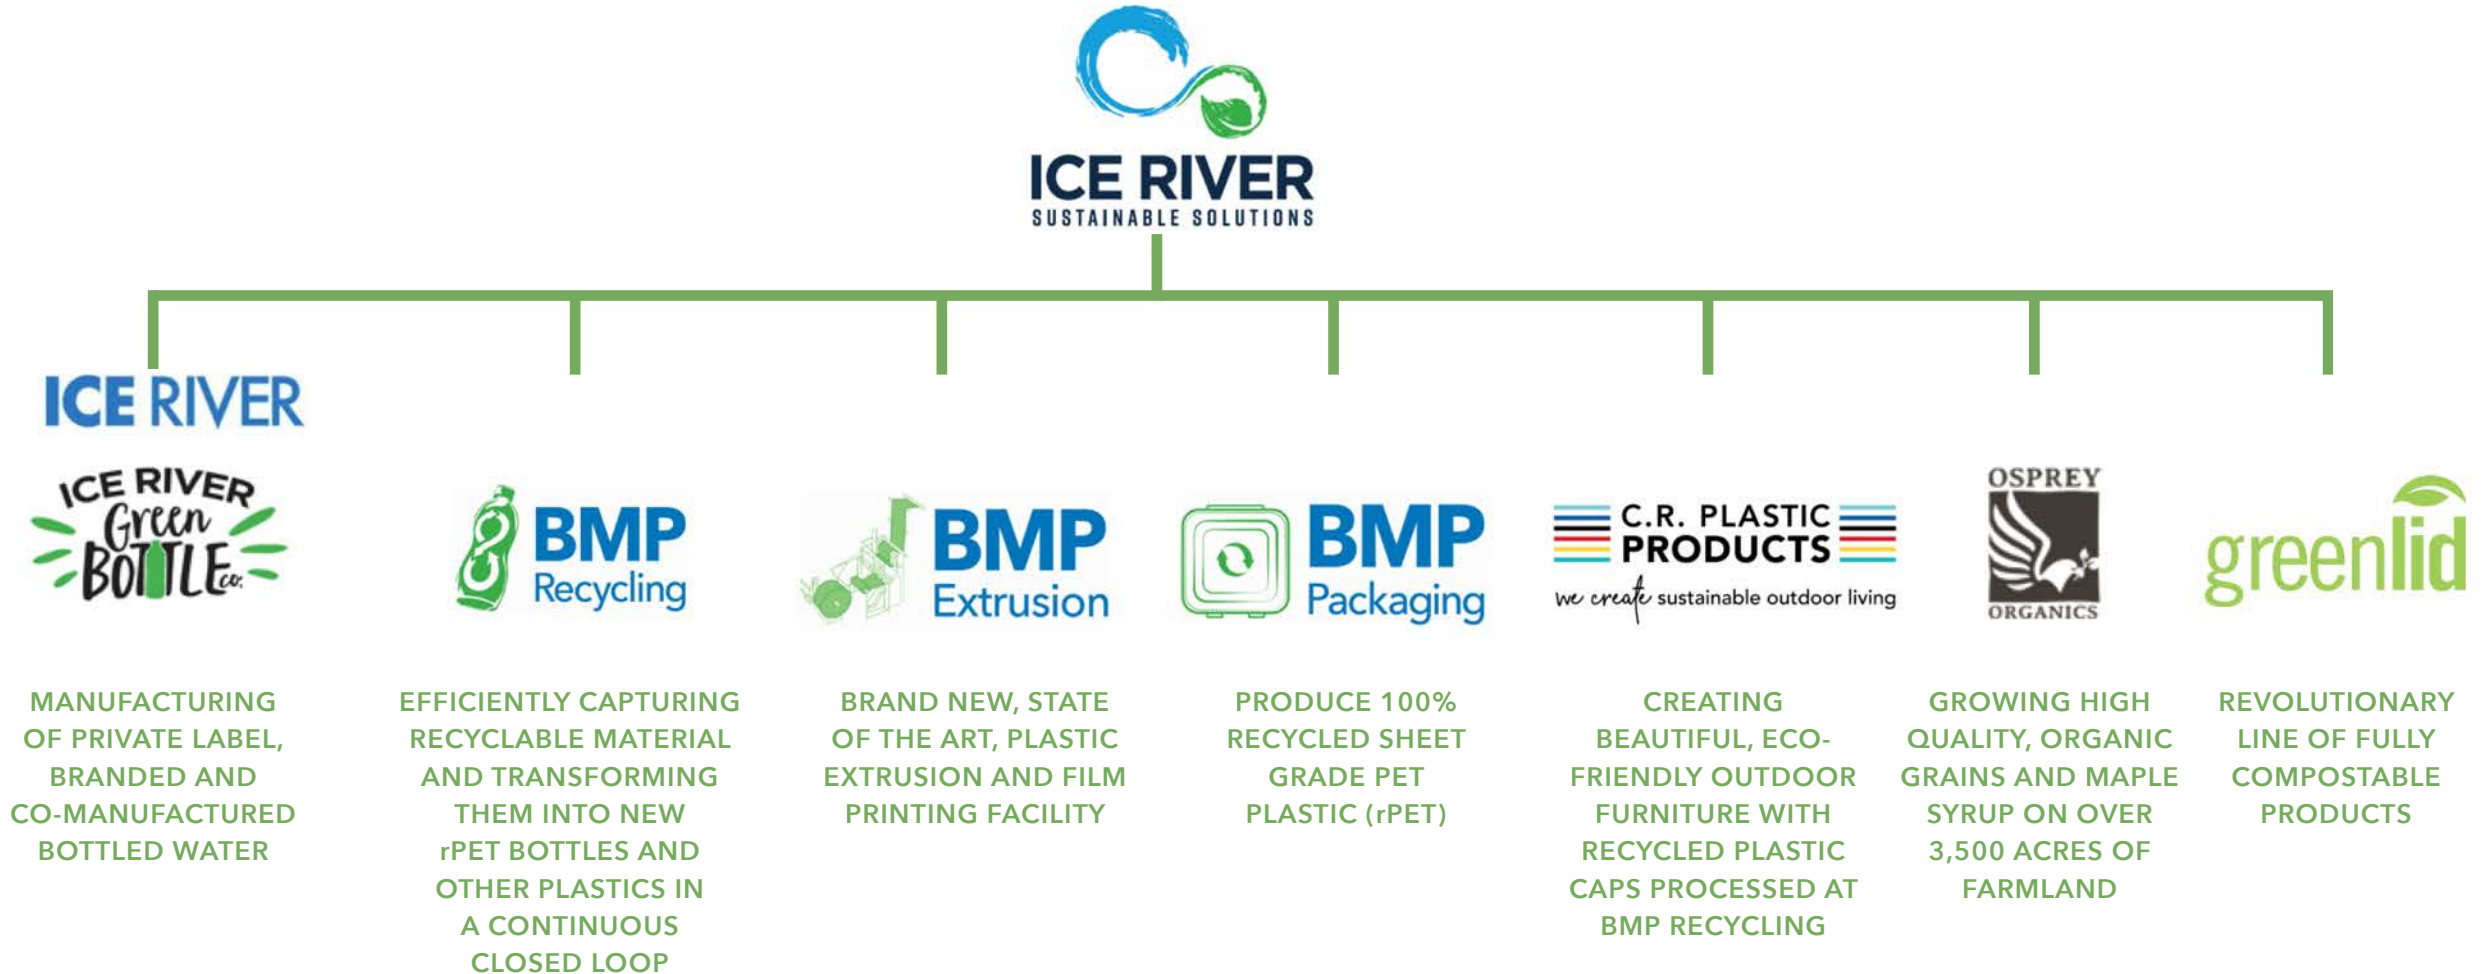 ICE RIVER
SUSTAINABLE SOLUTIONS
ICE RIVER
ICE RIVER
Green
BOTTLE co.
MANUFACTURING
OF PRIVATE LABEL,
BRANDED AND
CO-MANUFACTURED
BOTTLED WATER
BMP
Recycling
EFFICIENTLY CAPTURING
RECYCLABLE MATERIAL
AND TRANSFORMING
THEM INTO NEW
rPET BOTTLES AND
OTHER PLASTICS IN
A CONTINUOUS
CLOSED LOOP
BMP
Extrusion
BRAND NEW, STATE
OF THE ART, PLASTIC
EXTRUSION AND FILM
PRINTING FACILITY
BMP
Packaging
PRODUCE 100%
RECYCLED SHEET
GRADE PET
PLASTIC (rPET)
C.R. PLASTIC
PRODUCTS
we create sustainable outdoor living
CREATING
BEAUTIFUL, ECO-
FRIENDLY OUTDOOR
FURNITURE WITH
RECYCLED PLASTIC
CAPS PROCESSED AT
BMP RECYCLING
OSPREY
ORGANICS
GROWING HIGH
QUALITY, ORGANIC
GRAINS AND MAPLE
SYRUP ON OVER
3,500 ACRES OF
FARMLAND
greenlid
REVOLUTIONARY
LINE OF FULLY
COMPOSTABLE
PRODUCTS